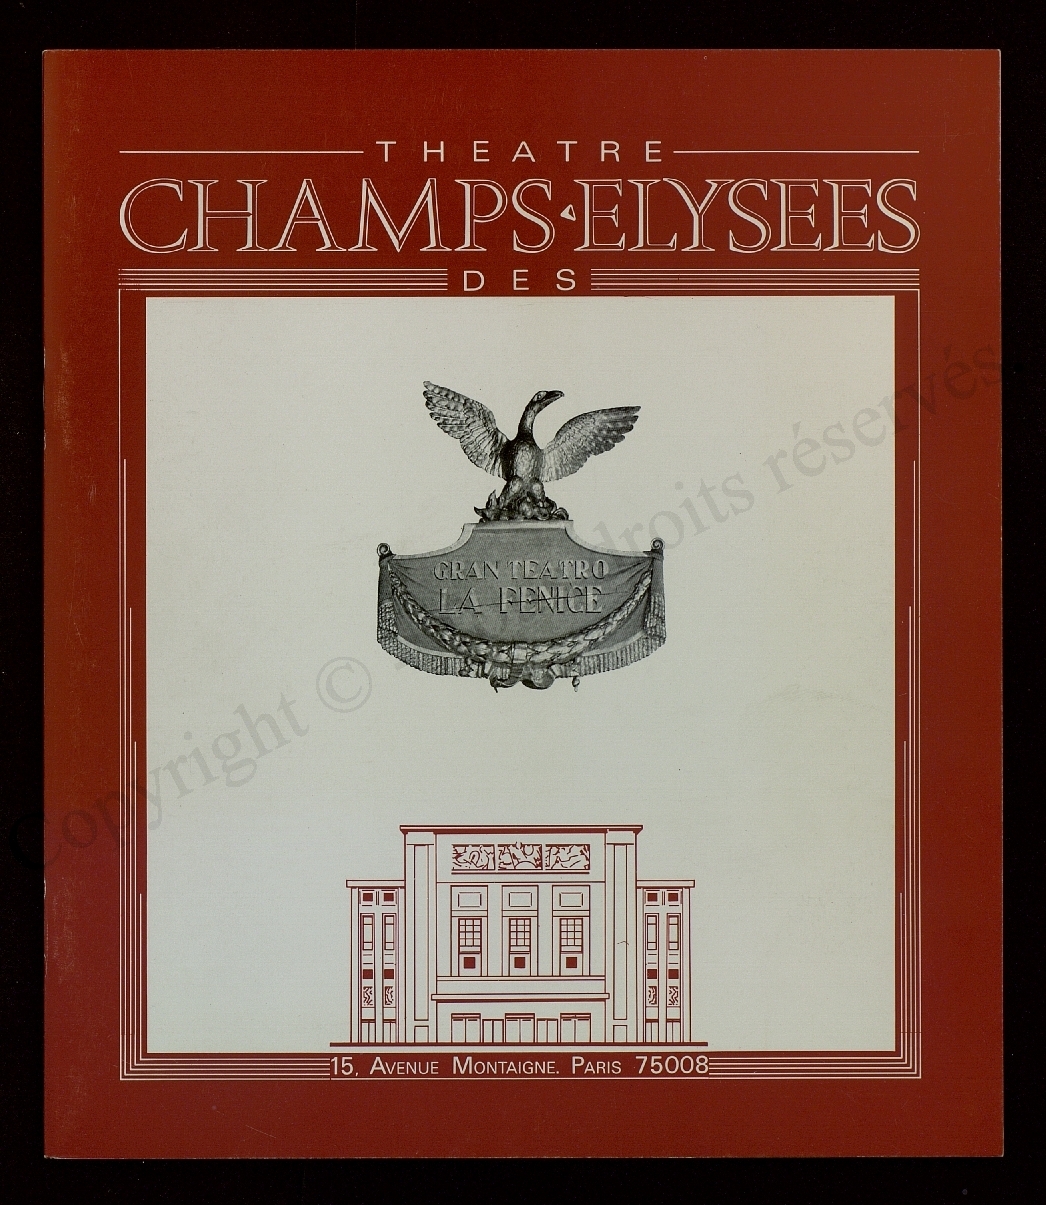 THEATRE
CHAMPS·ELYSEES
DES
GRAN TEATRO
LA FENICE
15, AVENUE MONTAIGNE. PARIS 75008
Copyright © droits réservés